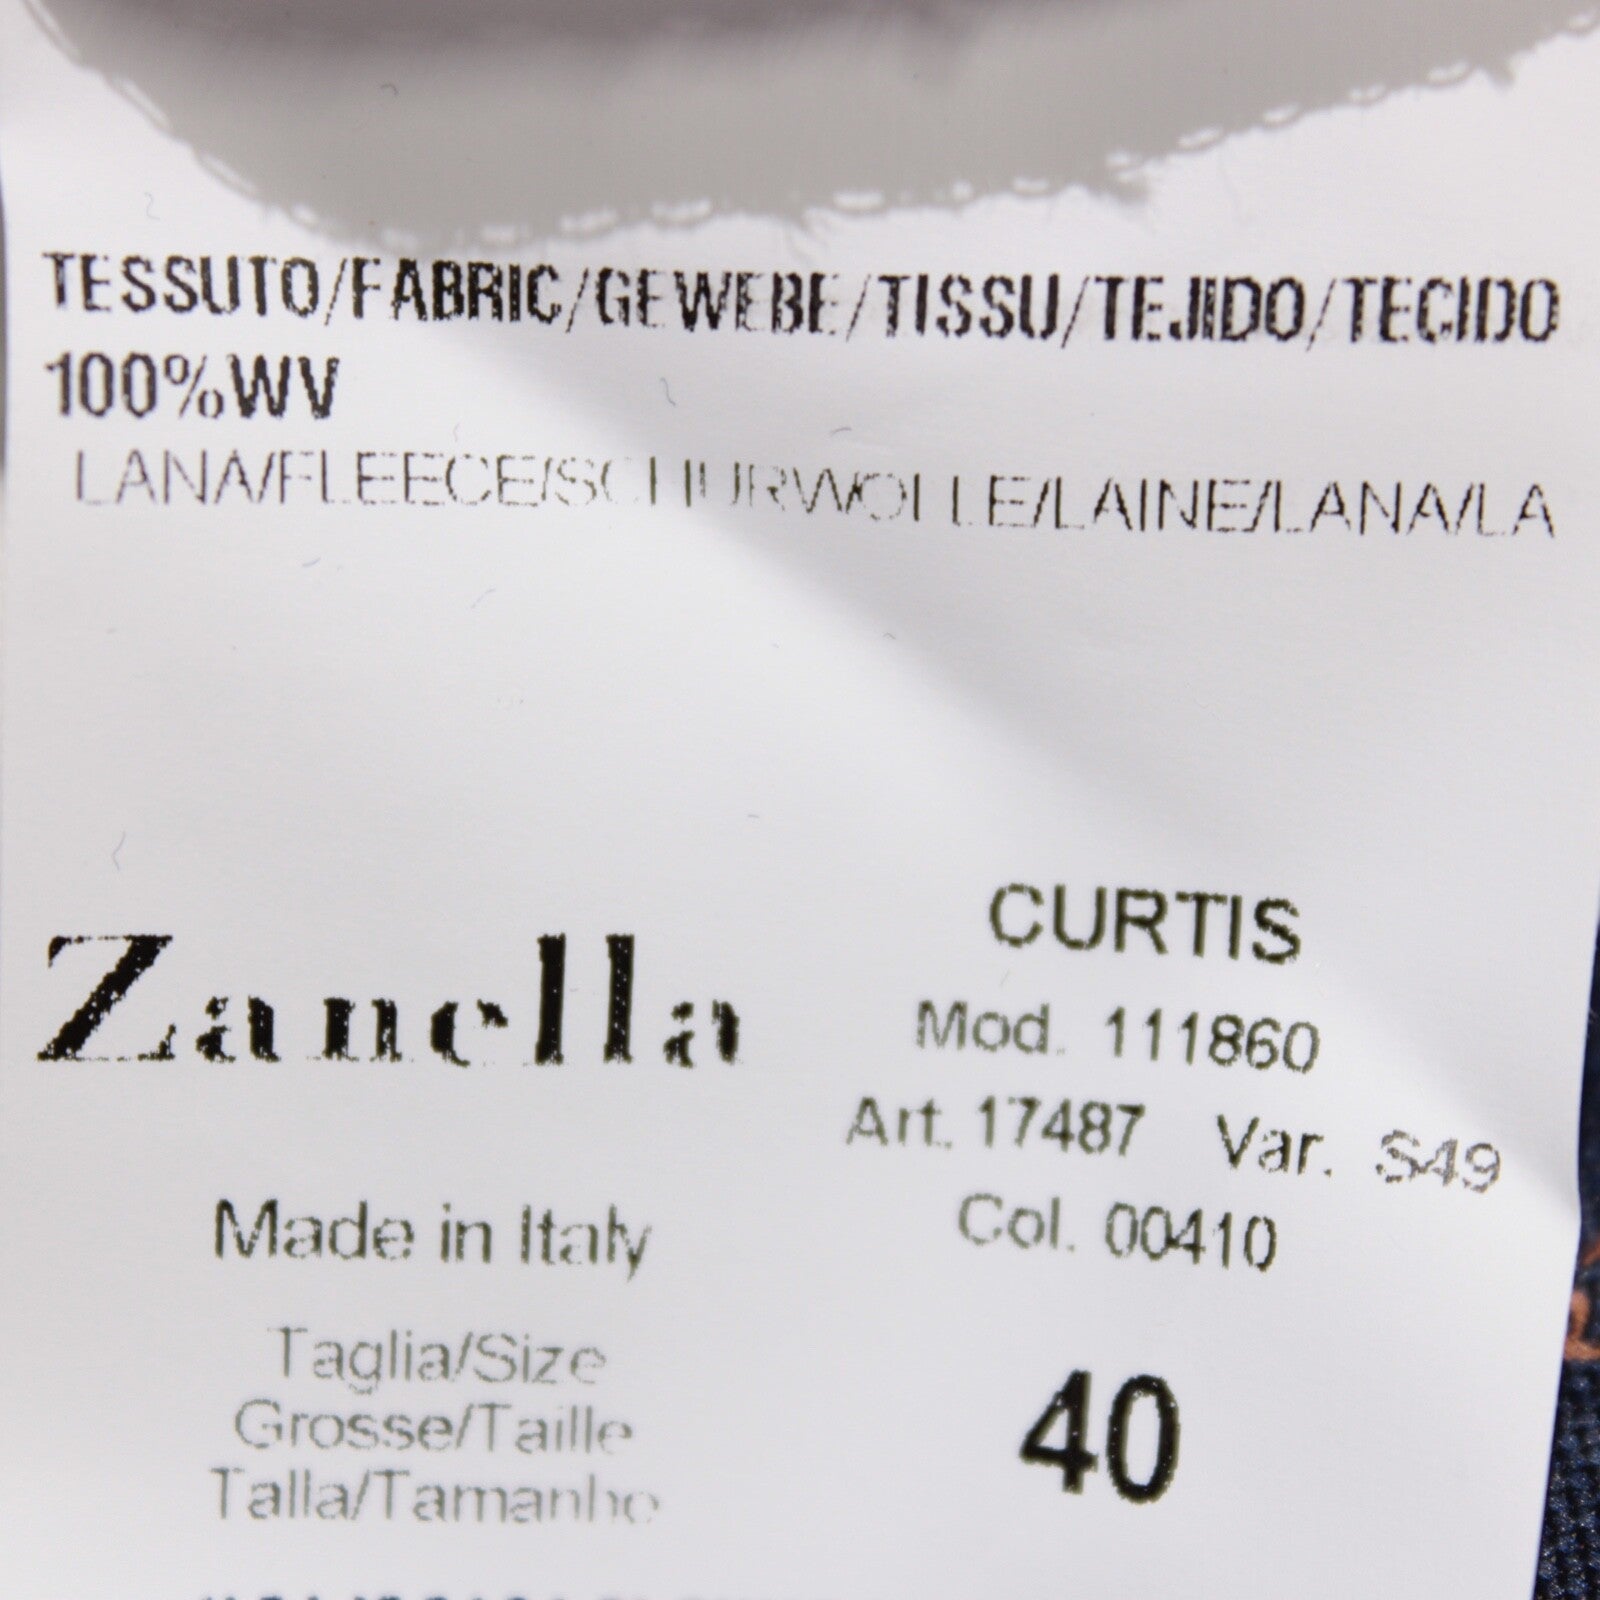 TESSUTO/FABRIC/GEWEBE/TISSU/TEJIDO/TECIDO
100%WV
LANA/FLEECE/SCHURWOLLE/LAINE/LANA/LA
Zanella
CURTIS
Mod. 111860
Art. 17487 Var. S49
Col. 00410
Made in Italy
Taglia/Size
Grosse/Taille
Talla/Tamanho
40